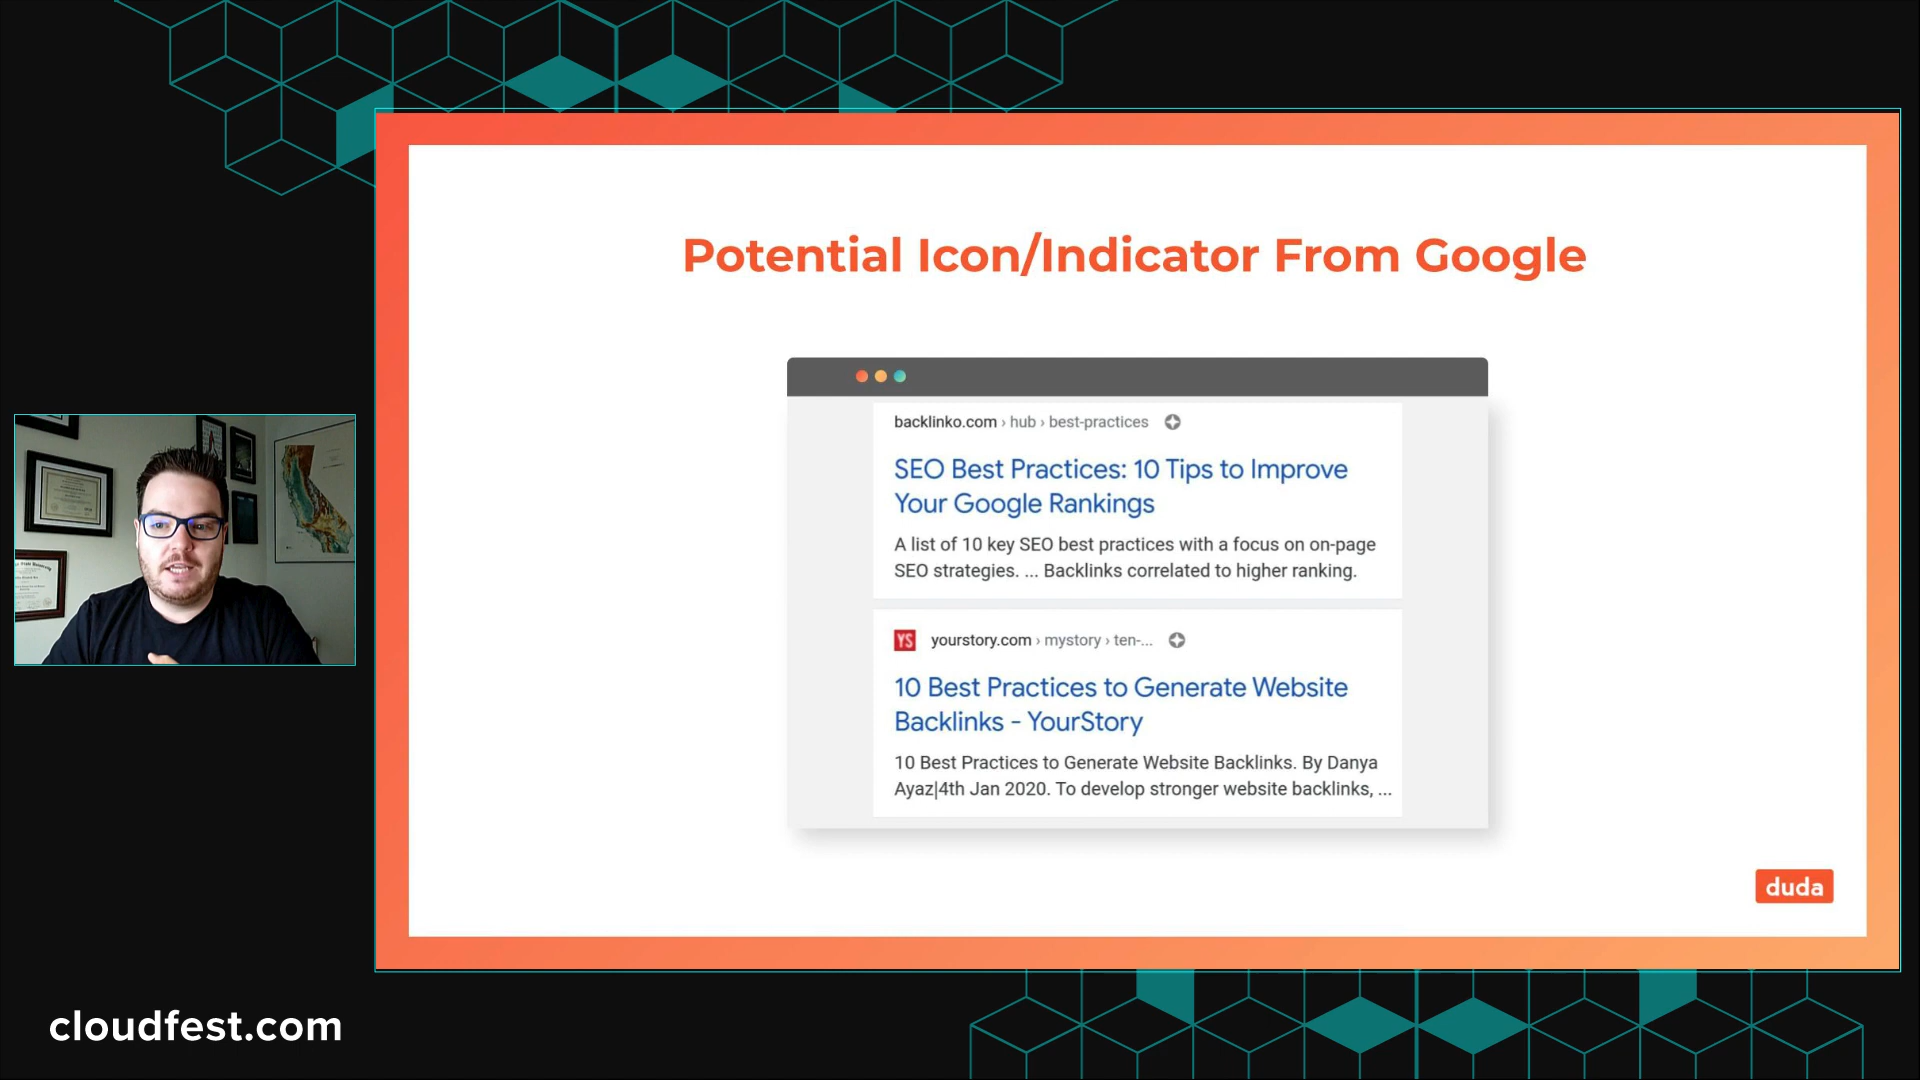 Potential Icon/Indicator From Google
backlinko.com › hub › best-practices
SEO Best Practices: 10 Tips to Improve
Your Google Rankings
A list of 10 key SEO best practices with a focus on on-page
SEO strategies. ... Backlinks correlated to higher ranking.
YS yourstory.com › mystory › ten-...
10 Best Practices to Generate Website
Backlinks - YourStory
10 Best Practices to Generate Website Backlinks. By Danya
Ayaz|4th Jan 2020. To develop stronger website backlinks, ...
duda
cloudfest.com